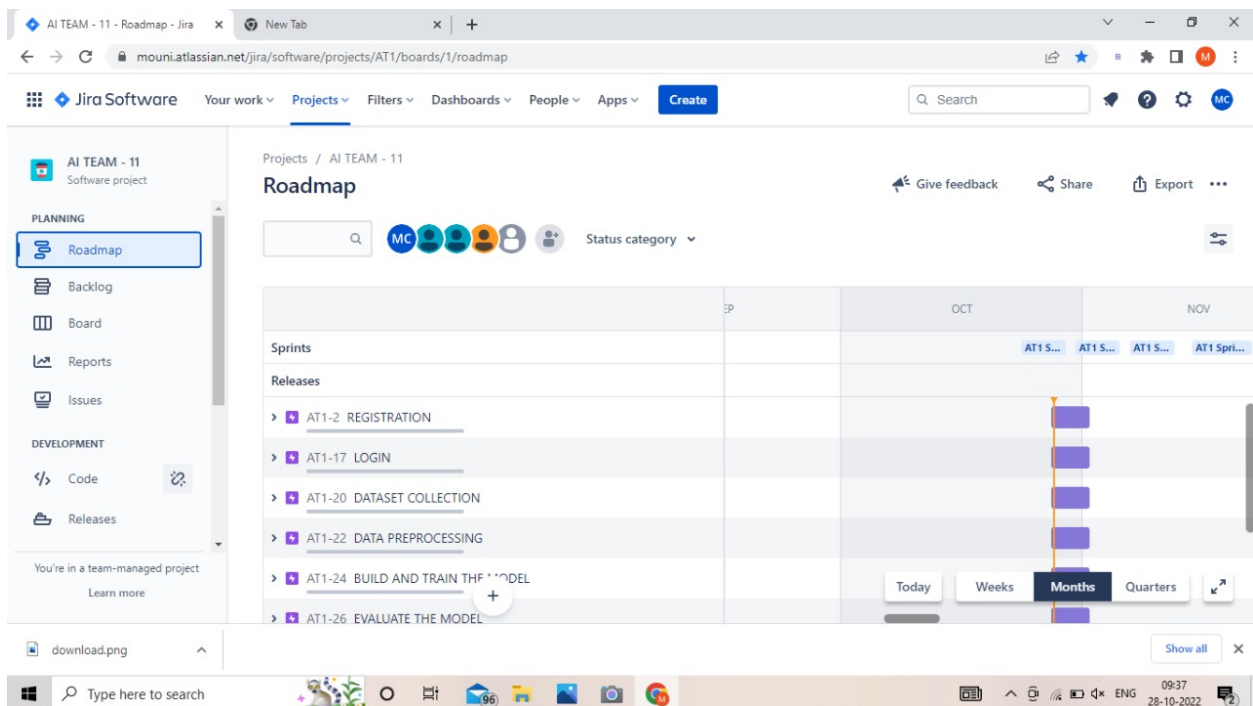 AI TEAM - 11 - Roadmap - Jira
New Tab
mouni.atlassian.net/jira/software/projects/AT1/boards/1/roadmap
B
M
Jira Software
Your work
Projects
Filters
Dashboards
People
Apps
Create
Search
MC
AI TEAM - 11
Software project
PLANNING
Roadmap
Backlog
Board
Reports
Issues
DEVELOPMENT
Code
Releases
You're in a team-managed project
Learn more
Projects / AI TEAM - 11
Roadmap
Give feedback
Share
Export
MC
Status category
EP
OCT
NOV
Sprints
AT1 S...
AT1 S...
AT1 S...
AT1 Spri...
Releases
AT1-2 REGISTRATION
AT1-17 LOGIN
AT1-20 DATASET COLLECTION
AT1-22 DATA PREPROCESSING
AT1-24 BUILD AND TRAIN THE MODEL
AT1-26 EVALUATE THE MODEL
Today
Weeks
Months
Quarters
download.png
Show all
Type here to search
96
M
ENG
09:37
28-10-2022
2